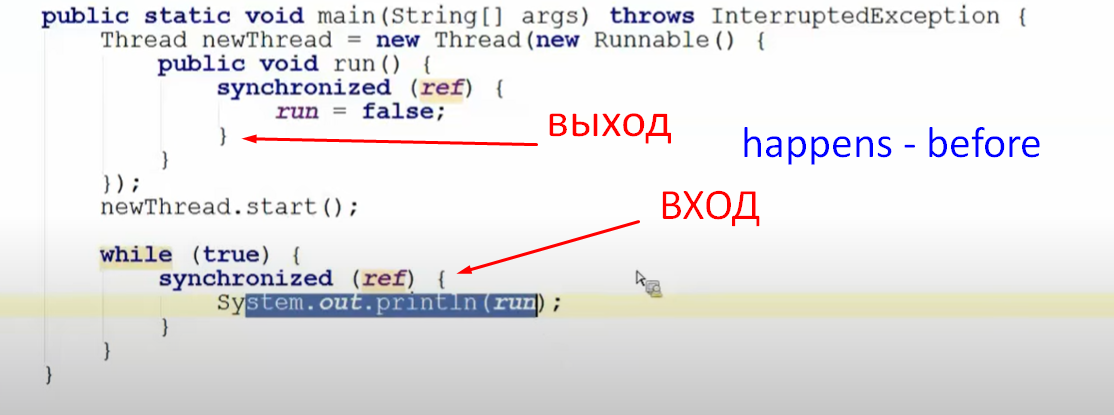 public static void main(String[] args) throws InterruptedException {
Thread newThread = new Thread(new Runnable() {
public void run() {
synchronized (ref) {
run = false;
}
выход
happens - before
}
});
newThread.start();
ВХОД
while (true) {
synchronized (ref) {
System.out.println(run);
}
}
}